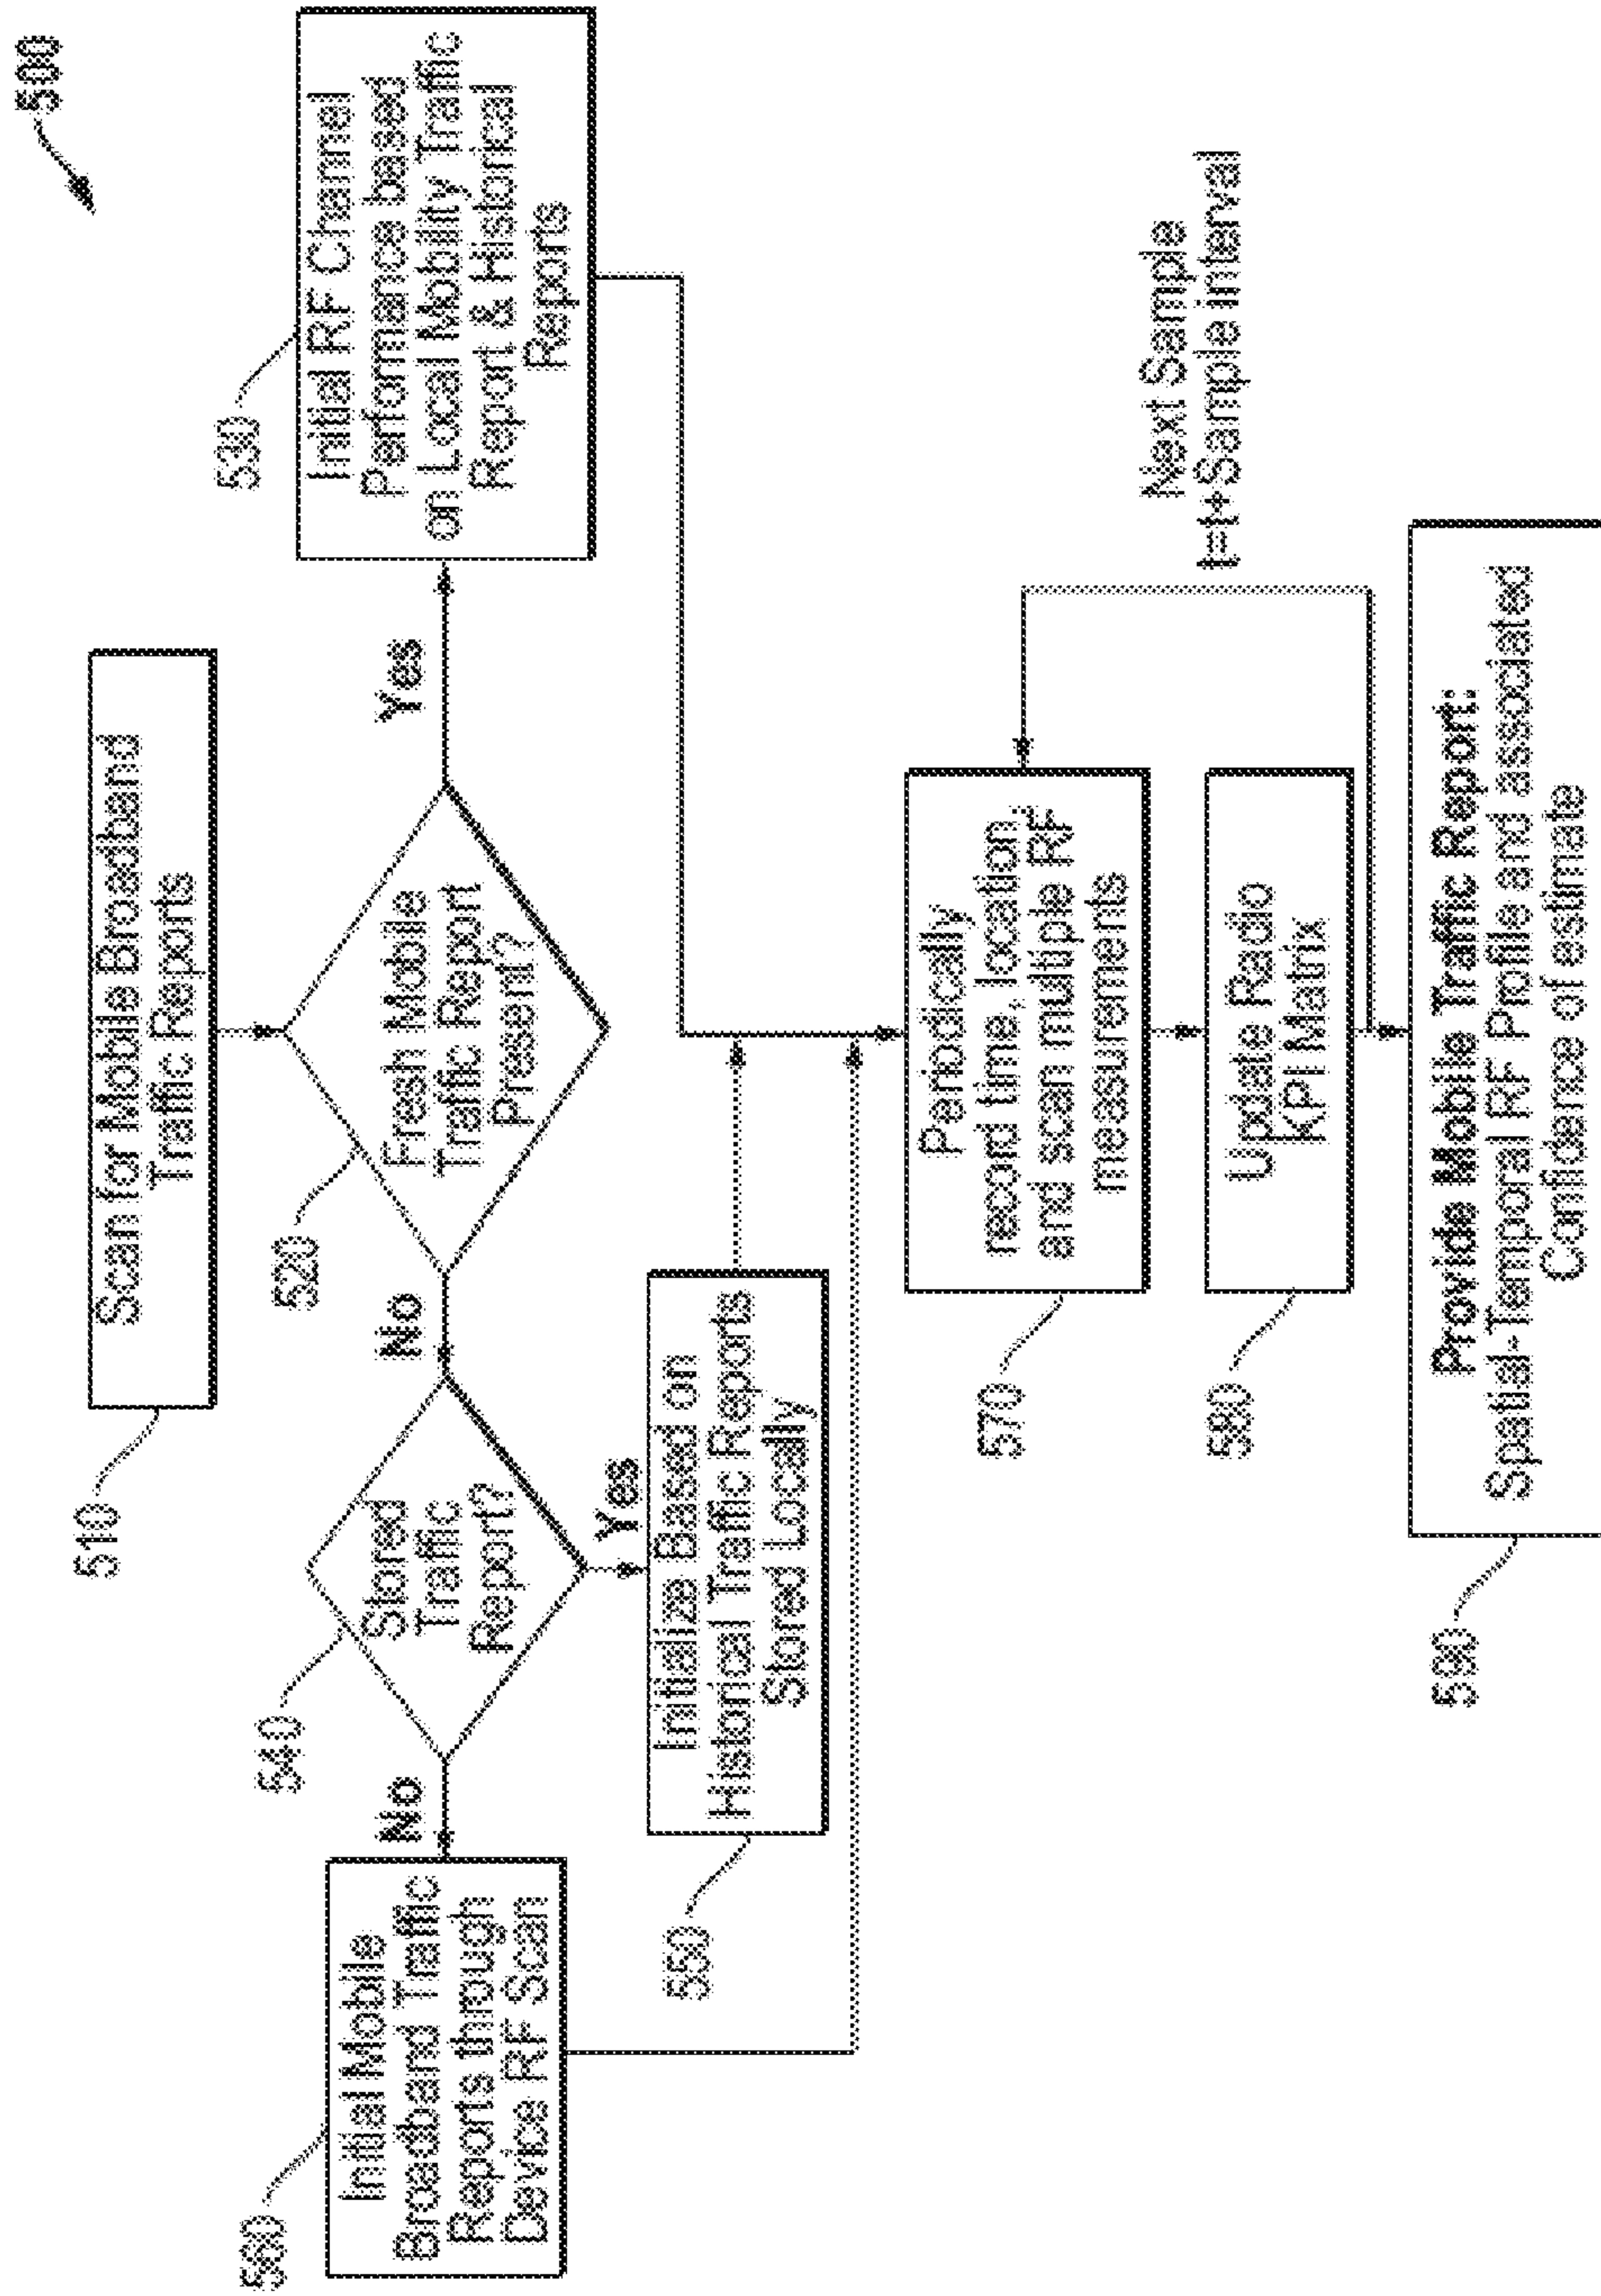 500
510
Scan for Mobile Broadband
Traffic Reports
520
Fresh Mobile
Traffic Report
Present?
Yes
530
Initial RF Channel
Performance based
on Local Mobility Traffic
Report & Historical
Reports
No
540
Stored
Traffic
Report?
Yes
550
Initialize Based on
Historical Traffic Reports
Stored Locally
No
560
Initial Mobile
Broadband Traffic
Reports through
Device RF Scan
570
Periodically
record time, location,
and scan multiple RF
measurements
Next Sample
t=t+Sample interval
580
Update Radio
KPI Matrix
590
Provide Mobile Traffic Report:
Spatial-Temporal RF Profile and associated
Confidence of estimate